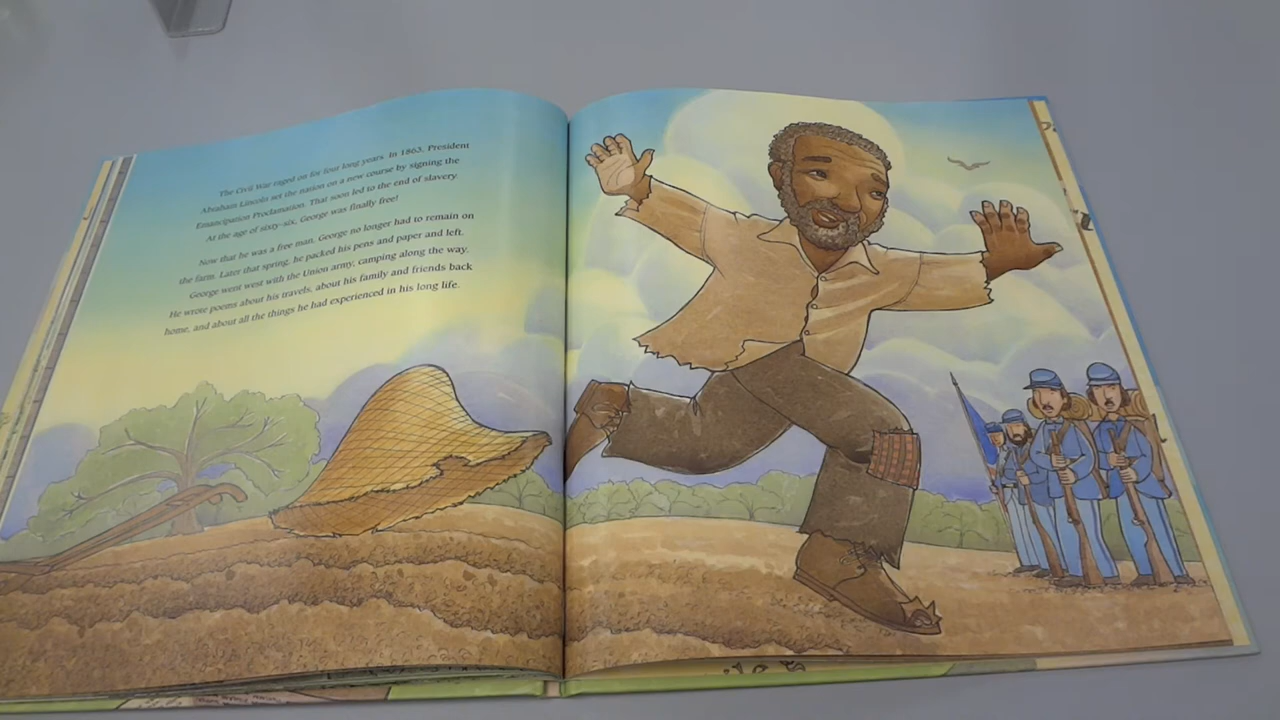 The Civil War raged on for four long years. In 1863, President
Abraham Lincoln set the nation on a new course by signing the
Emancipation Proclamation. That soon led to the end of slavery.
At the age of sixty-six, George was finally free!
Now that he was a free man, George no longer had to remain on
the farm. Later that spring, he packed his pens and paper and left.
George went west with the Union army, camping along the way.
He wrote poems about his travels, about his family and friends back
home, and about all the things he had experienced in his long life.